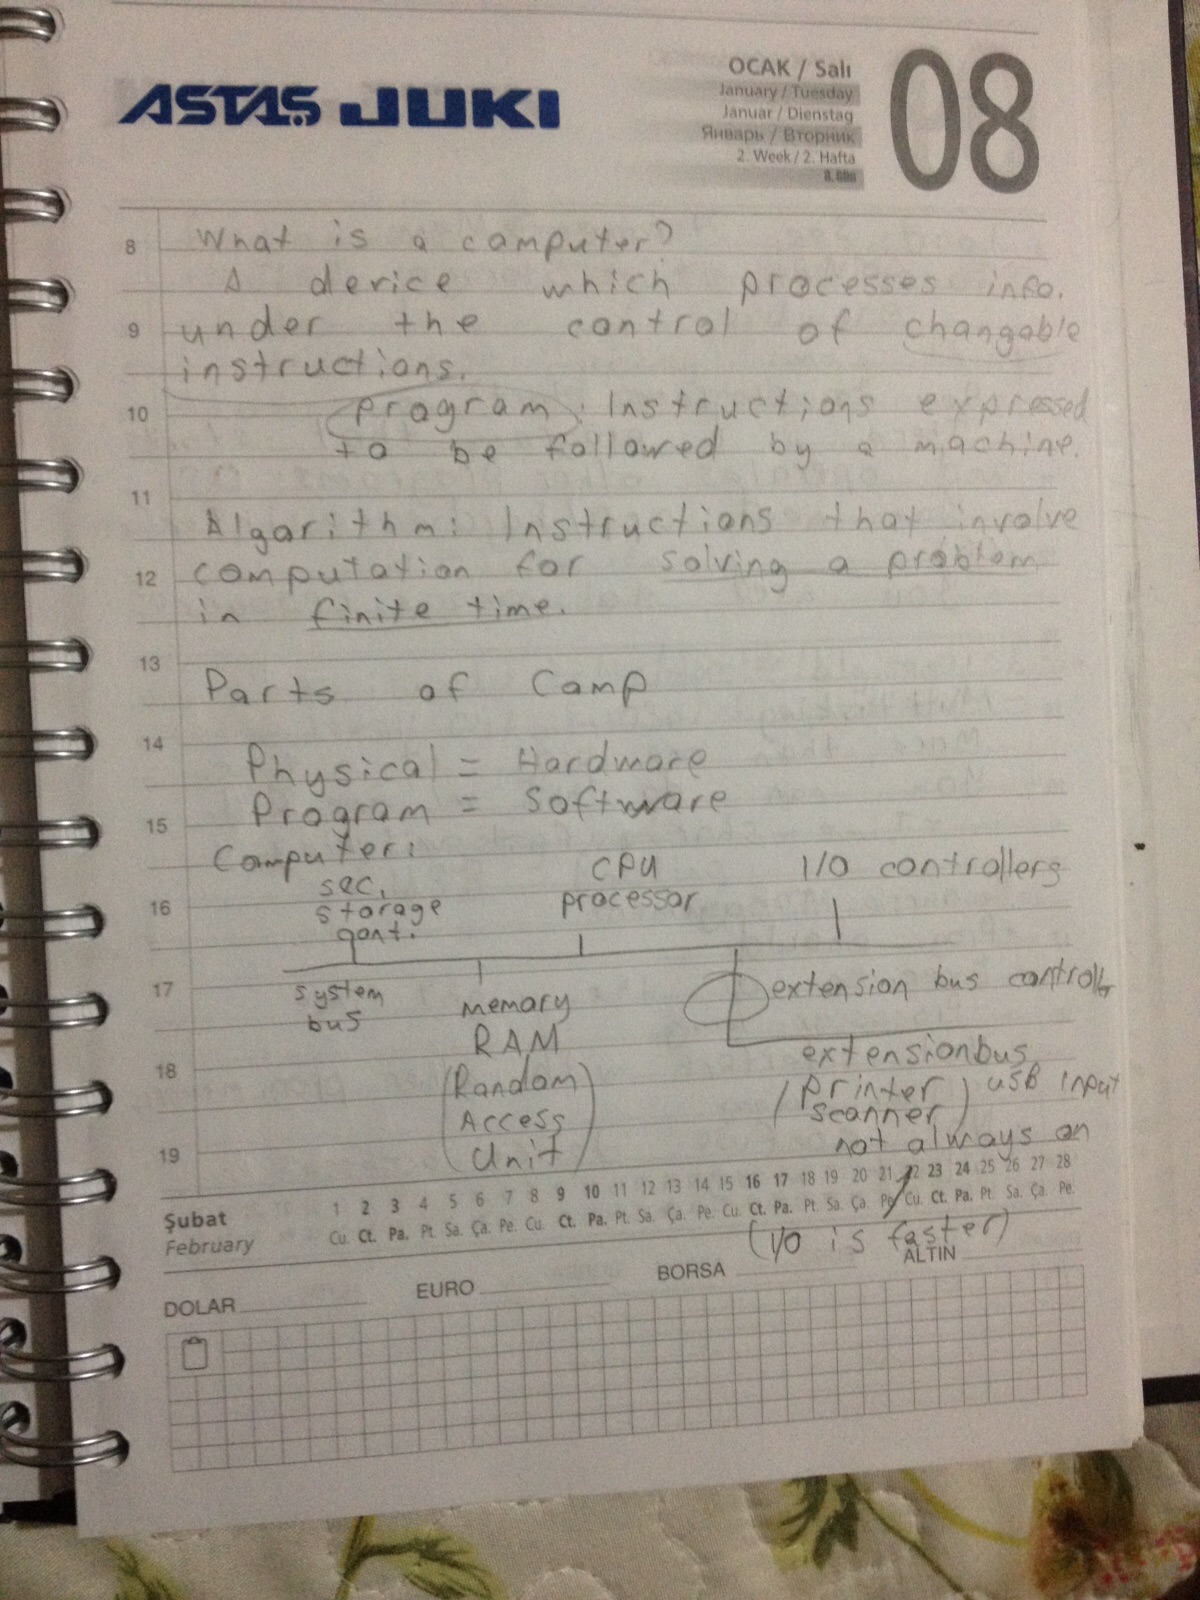 ASTAŞ JUKI
OCAK / Salı
January / Tuesday
Januar / Dienstag
Январь / Вторник
2. Week / 2. Hafta
08
8 What is a computer?
A device which processes info.
9 under the control of changable
instructions.
10 program: Instructions expressed
to be followed by a machine.
11
Algorithm: Instructions that involve
12 computation for solving a problem
in finite time.
13
Parts of Comp
14
Physical = Hardware
Program = Software
15
Computer:
sec.
storage
cont.
CPU
processor
I/O controllers
16
17
system
bus
memory
RAM
(Random
Access
Unit)
extension bus controller
18
extensionbus
(printer
scanner)
USB input
not always on
19
Şubat
February
1 2 3 4 5 6 7 8 9 10 11 12 13 14 15 16 17 18 19 20 21 22 23 24 25 26 27 28
Cu. Ct. Pa. Pt. Sa. Ça. Pe. Cu. Ct. Pa. Pt. Sa. Ça. Pe. Cu. Ct. Pa. Pt. Sa. Ça. Pe. Cu. Ct. Pa. Pt. Sa. Ça. Pe.
(I/O is faster)
DOLAR
EURO
BORSA
ALTIN